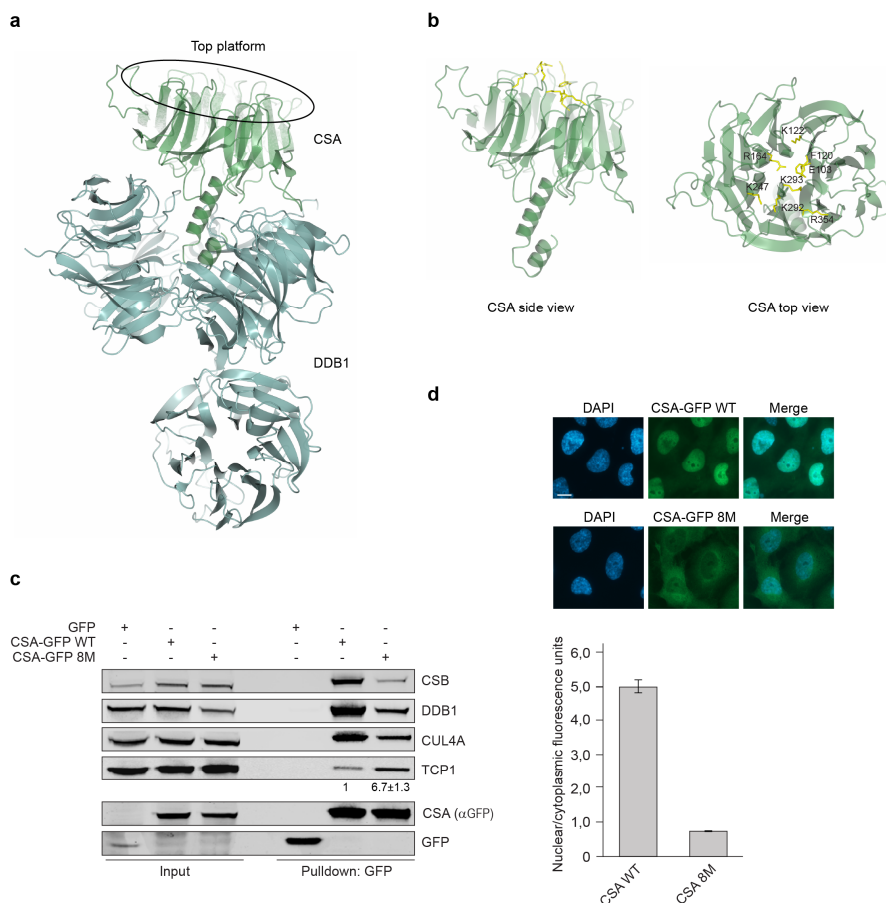 a
Top platform
CSA
DDB1
b
K122
R164
F120
E103
K293
K247
K292
R354
CSA side view
CSA top view
c
GFP + - - + - -
CSA-GFP WT - + - - + -
CSA-GFP 8M - - + - - +
CSB
DDB1
CUL4A
TCP1
1 6.7±1.3
CSA (αGFP)
GFP
Input
Pulldown: GFP
d
DAPI CSA-GFP WT Merge
DAPI CSA-GFP 8M Merge
Nuclear/cytoplasmic fluorescence units
6,0
5,0
4,0
3,0
2,0
1,0
0
CSA WT
CSA 8M